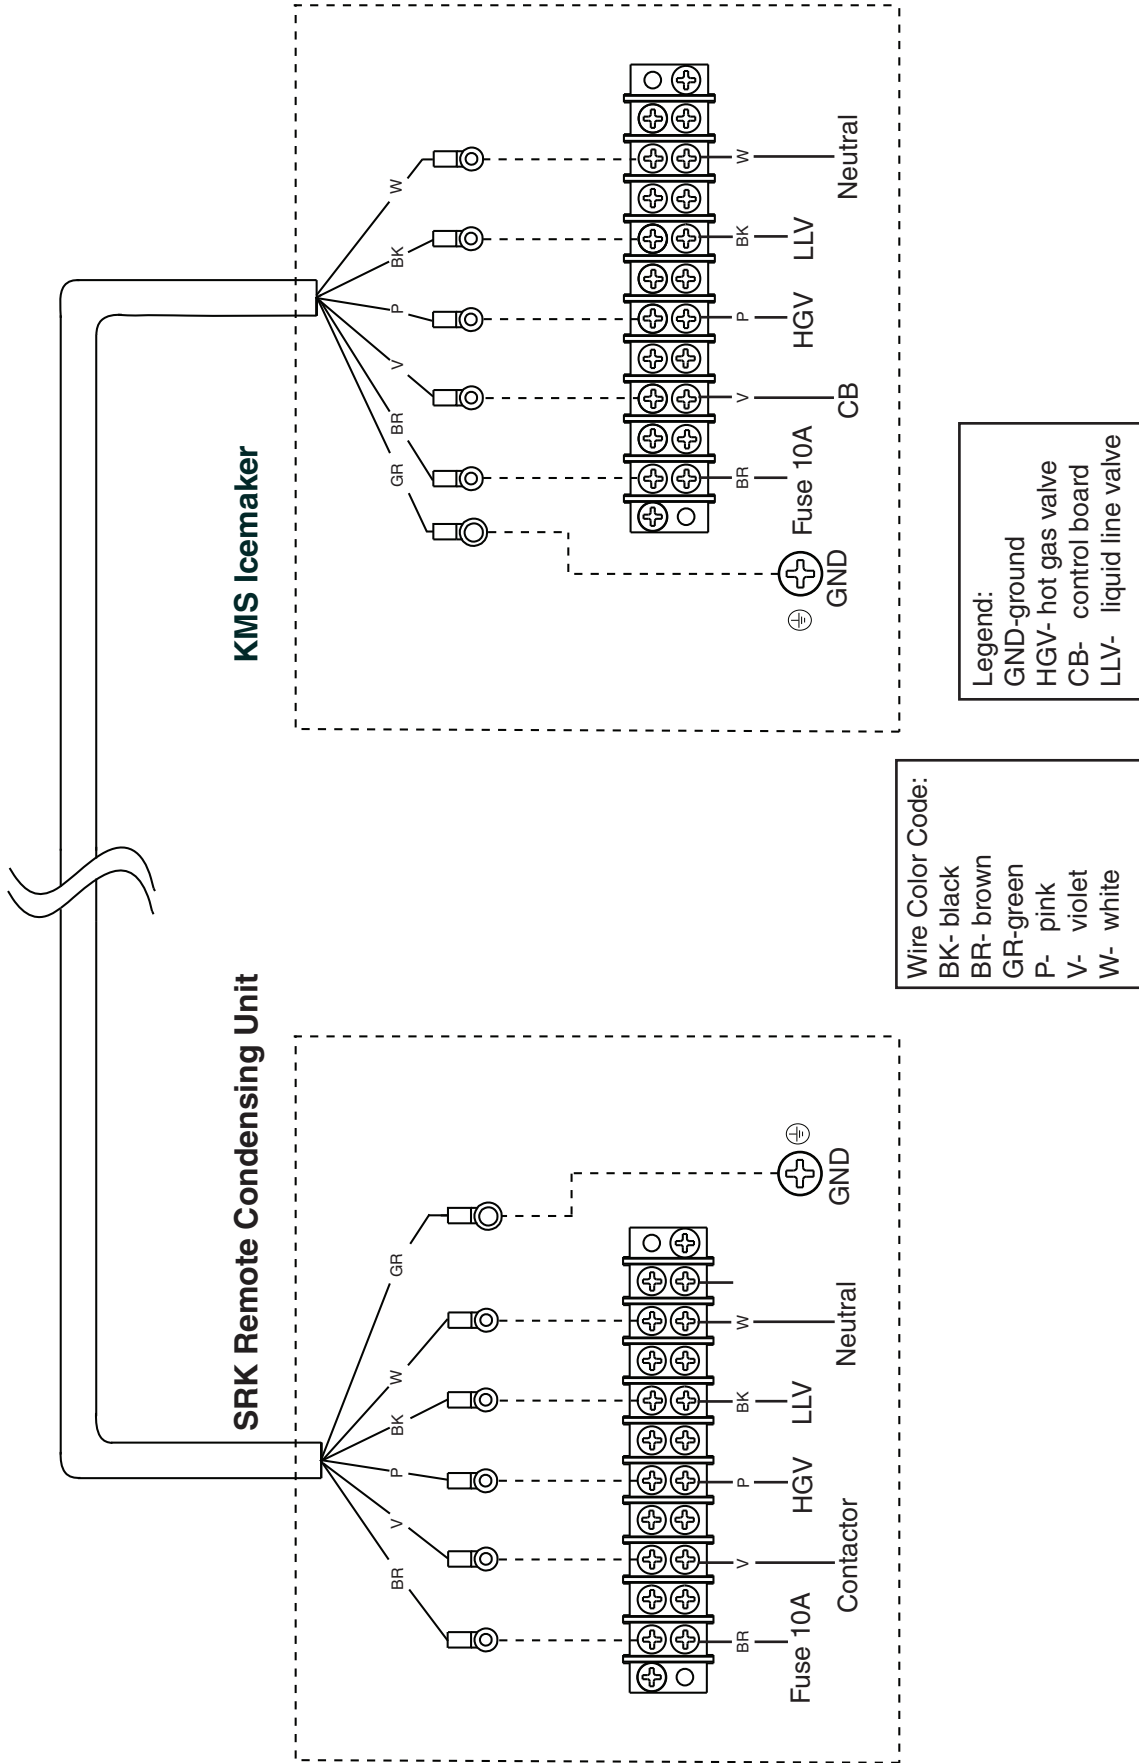 SRK Remote Condensing Unit
BR
V
P
BK
W
GR
BR
V
P
BK
W
Fuse 10A
Contactor
HGV
LLV
Neutral
GND
KMS Icemaker
GR
BR
V
P
BK
W
BR
V
P
BK
W
GND
Fuse 10A
CB
HGV
LLV
Neutral
Wire Color Code:
BK- black
BR- brown
GR-green
P- pink
V- violet
W- white
Legend:
GND-ground
HGV- hot gas valve
CB- control board
LLV- liquid line valve